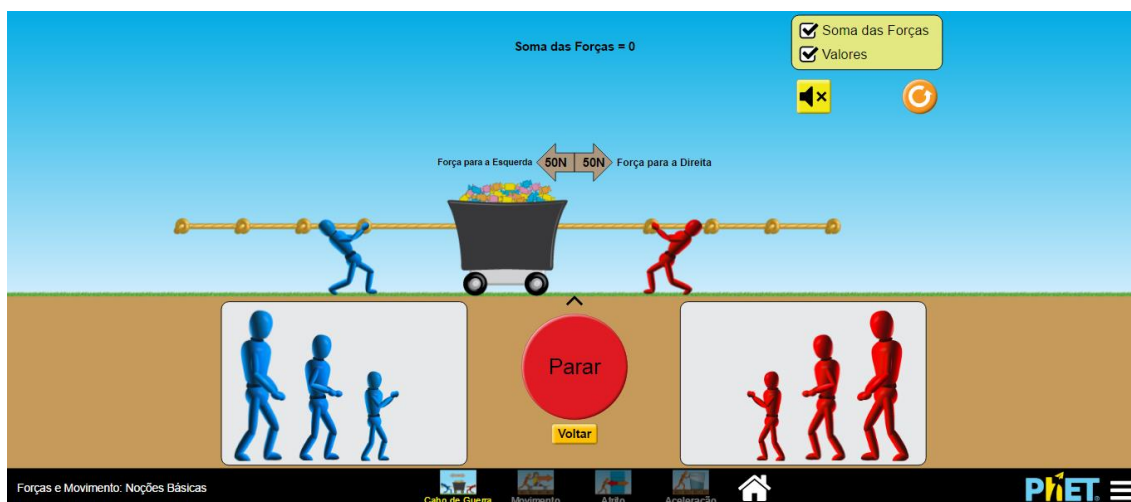 Soma das Forças = 0
Soma das Forças
Valores
Força para a Esquerda 50N 50N Força para a Direita
Parar
Voltar
Forças e Movimento: Noções Básicas
Cabo de Guerra
Movimento
Atrito
Aceleração
PhET